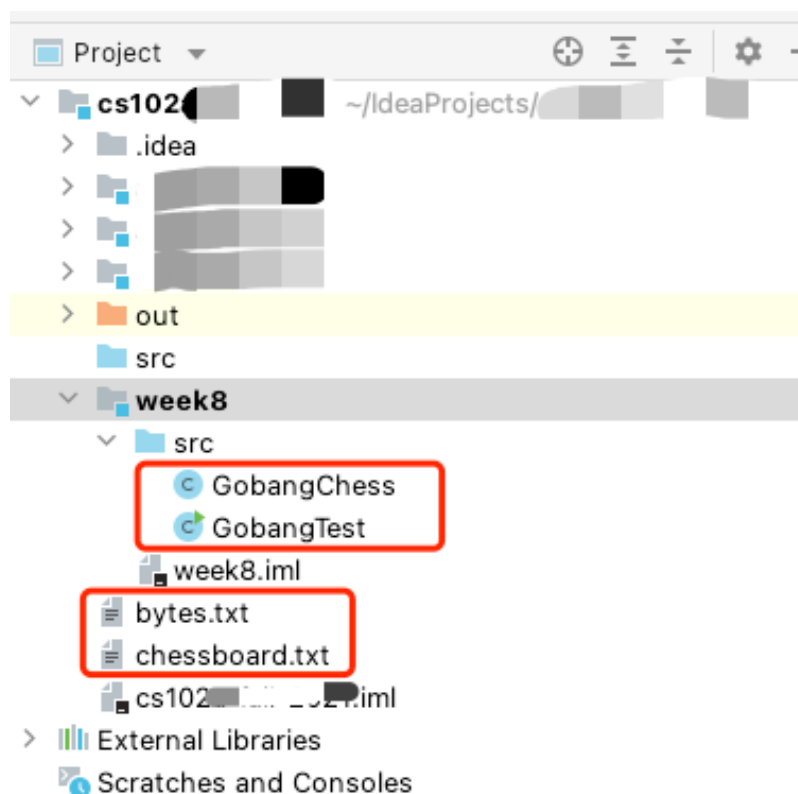 Project
cs102 ~/IdeaProjects/
.idea
out
src
week8
src
GobangChess
GobangTest
week8.iml
bytes.txt
chessboard.txt
cs102 .iml
External Libraries
Scratches and Consoles